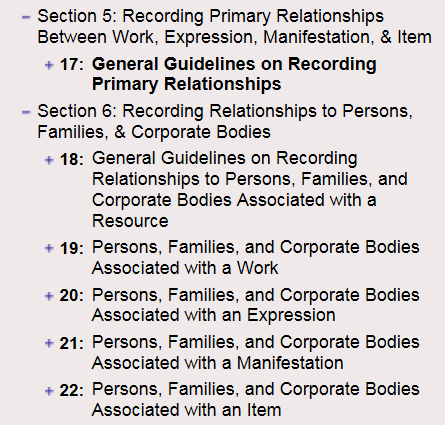 − Section 5: Recording Primary Relationships
Between Work, Expression, Manifestation, & Item
+ 17: General Guidelines on Recording
Primary Relationships
− Section 6: Recording Relationships to Persons,
Families, & Corporate Bodies
+ 18: General Guidelines on Recording
Relationships to Persons, Families, and
Corporate Bodies Associated with a
Resource
+ 19: Persons, Families, and Corporate Bodies
Associated with a Work
+ 20: Persons, Families, and Corporate Bodies
Associated with an Expression
+ 21: Persons, Families, and Corporate Bodies
Associated with a Manifestation
+ 22: Persons, Families, and Corporate Bodies
Associated with an Item